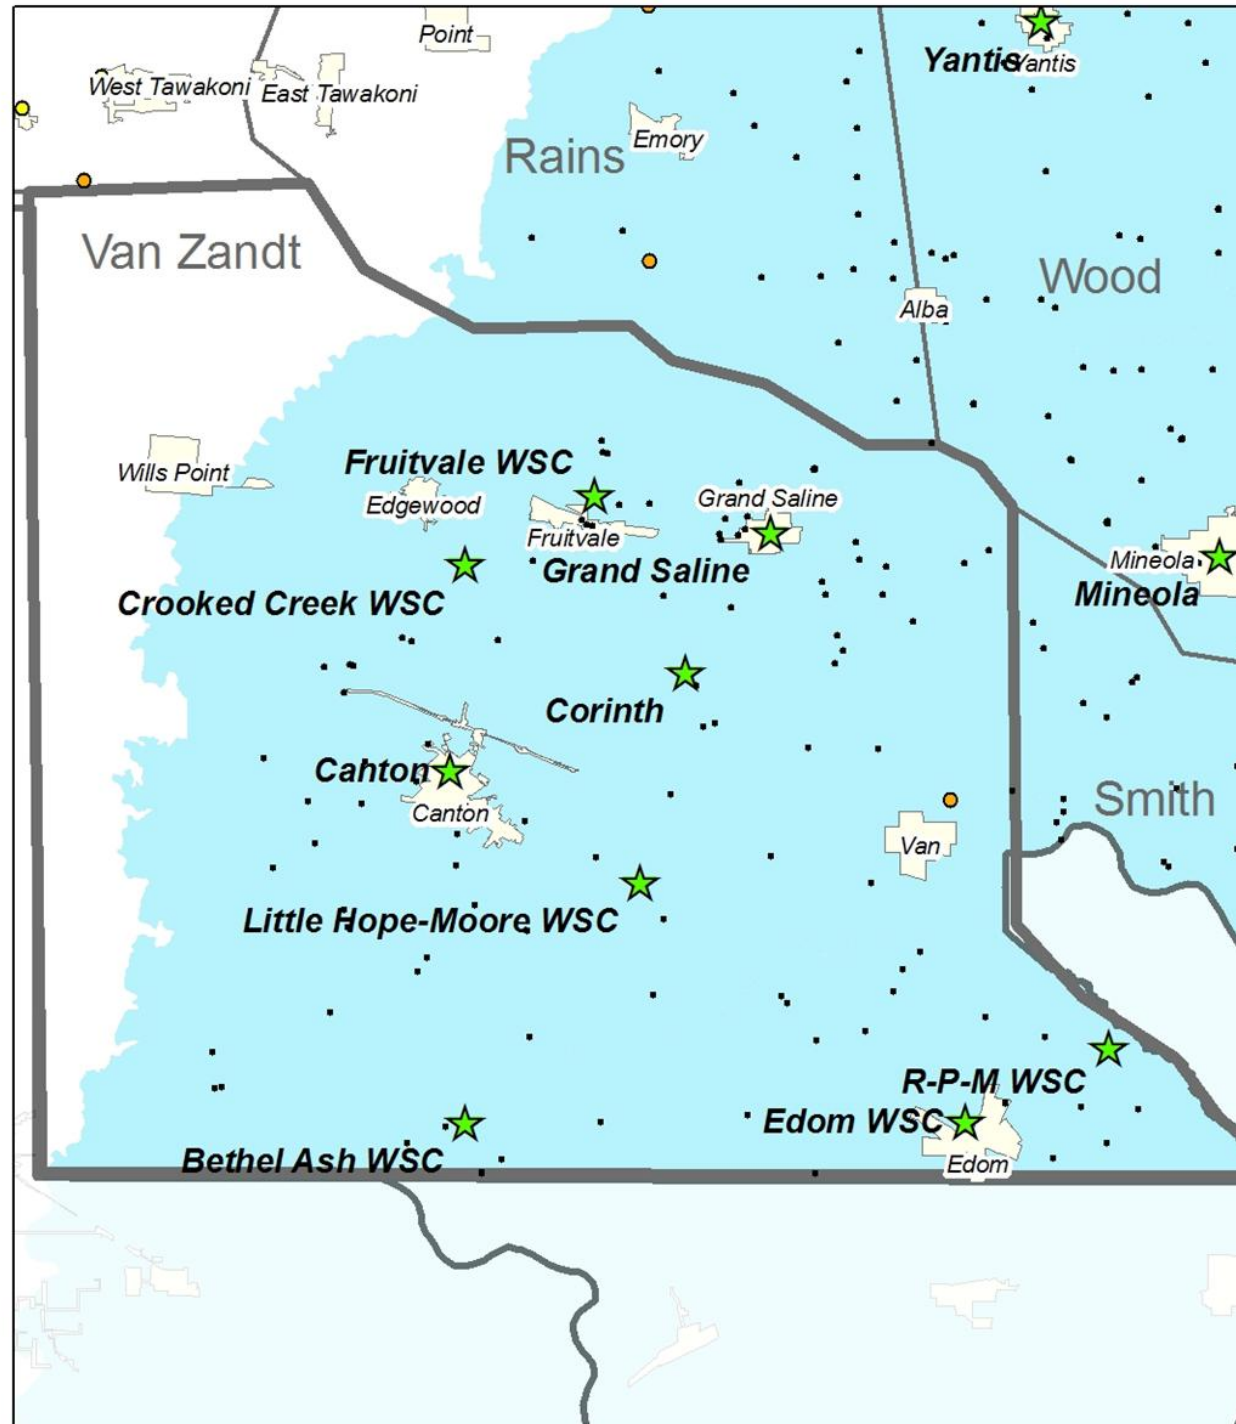 Point
Yantis
Yantis
West Tawakoni
East Tawakoni
Emory
Rains
Van Zandt
Wood
Alba
Fruitvale WSC
Wills Point
Edgewood
Grand Saline
Fruitvale
Mineola
Grand Saline
Crooked Creek WSC
Mineola
Corinth
Canton
Smith
Canton
Van
Little Hope-Moore WSC
R-P-M WSC
Edom WSC
Bethel Ash WSC
Edom